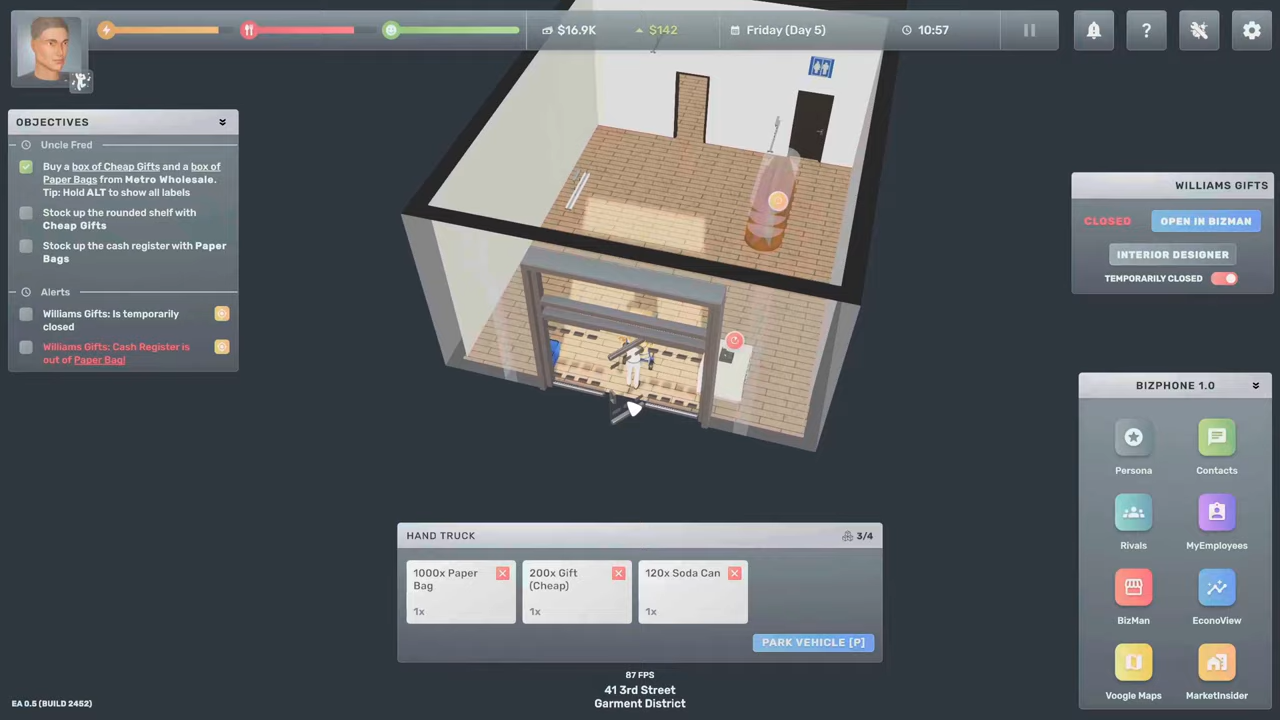 $16.9K
$142
Friday (Day 5)
10:57
?
OBJECTIVES
Uncle Fred
Buy a box of Cheap Gifts and a box of
Paper Bags from Metro Wholesale.
Tip: Hold ALT to show all labels
Stock up the rounded shelf with
Cheap Gifts
Stock up the cash register with Paper
Bags
Alerts
Williams Gifts: Is temporarily
closed
Williams Gifts: Cash Register is
out of Paper Bag!
WILLIAMS GIFTS
CLOSED
OPEN IN BIZMAN
INTERIOR DESIGNER
TEMPORARILY CLOSED
BIZPHONE 1.0
Persona
Contacts
Rivals
MyEmployees
BizMan
EconoView
Voogle Maps
MarketInsider
HAND TRUCK
3/4
1000x Paper
Bag
1x
200x Gift
(Cheap)
1x
120x Soda Can
1x
PARK VEHICLE [P]
87 FPS
41 3rd Street
Garment District
EA 0.5 (BUILD 2452)